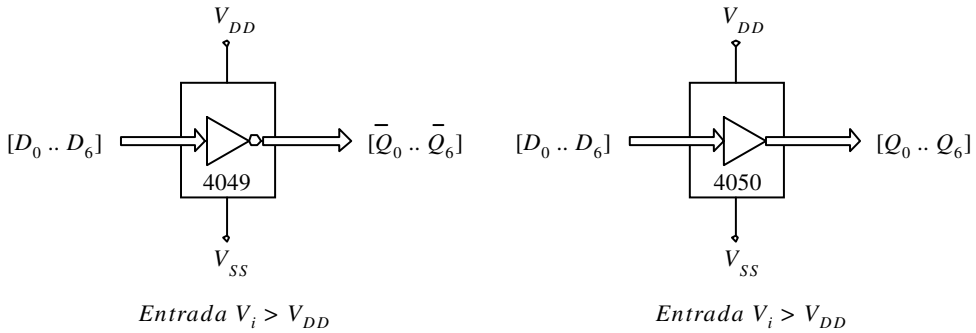 V_DD
[D_0 .. D_6]
4049
[Q̅_0 .. Q̅_6]
V_SS
Entrada V_i > V_DD
V_DD
[D_0 .. D_6]
4050
[Q_0 .. Q_6]
V_SS
Entrada V_i > V_DD